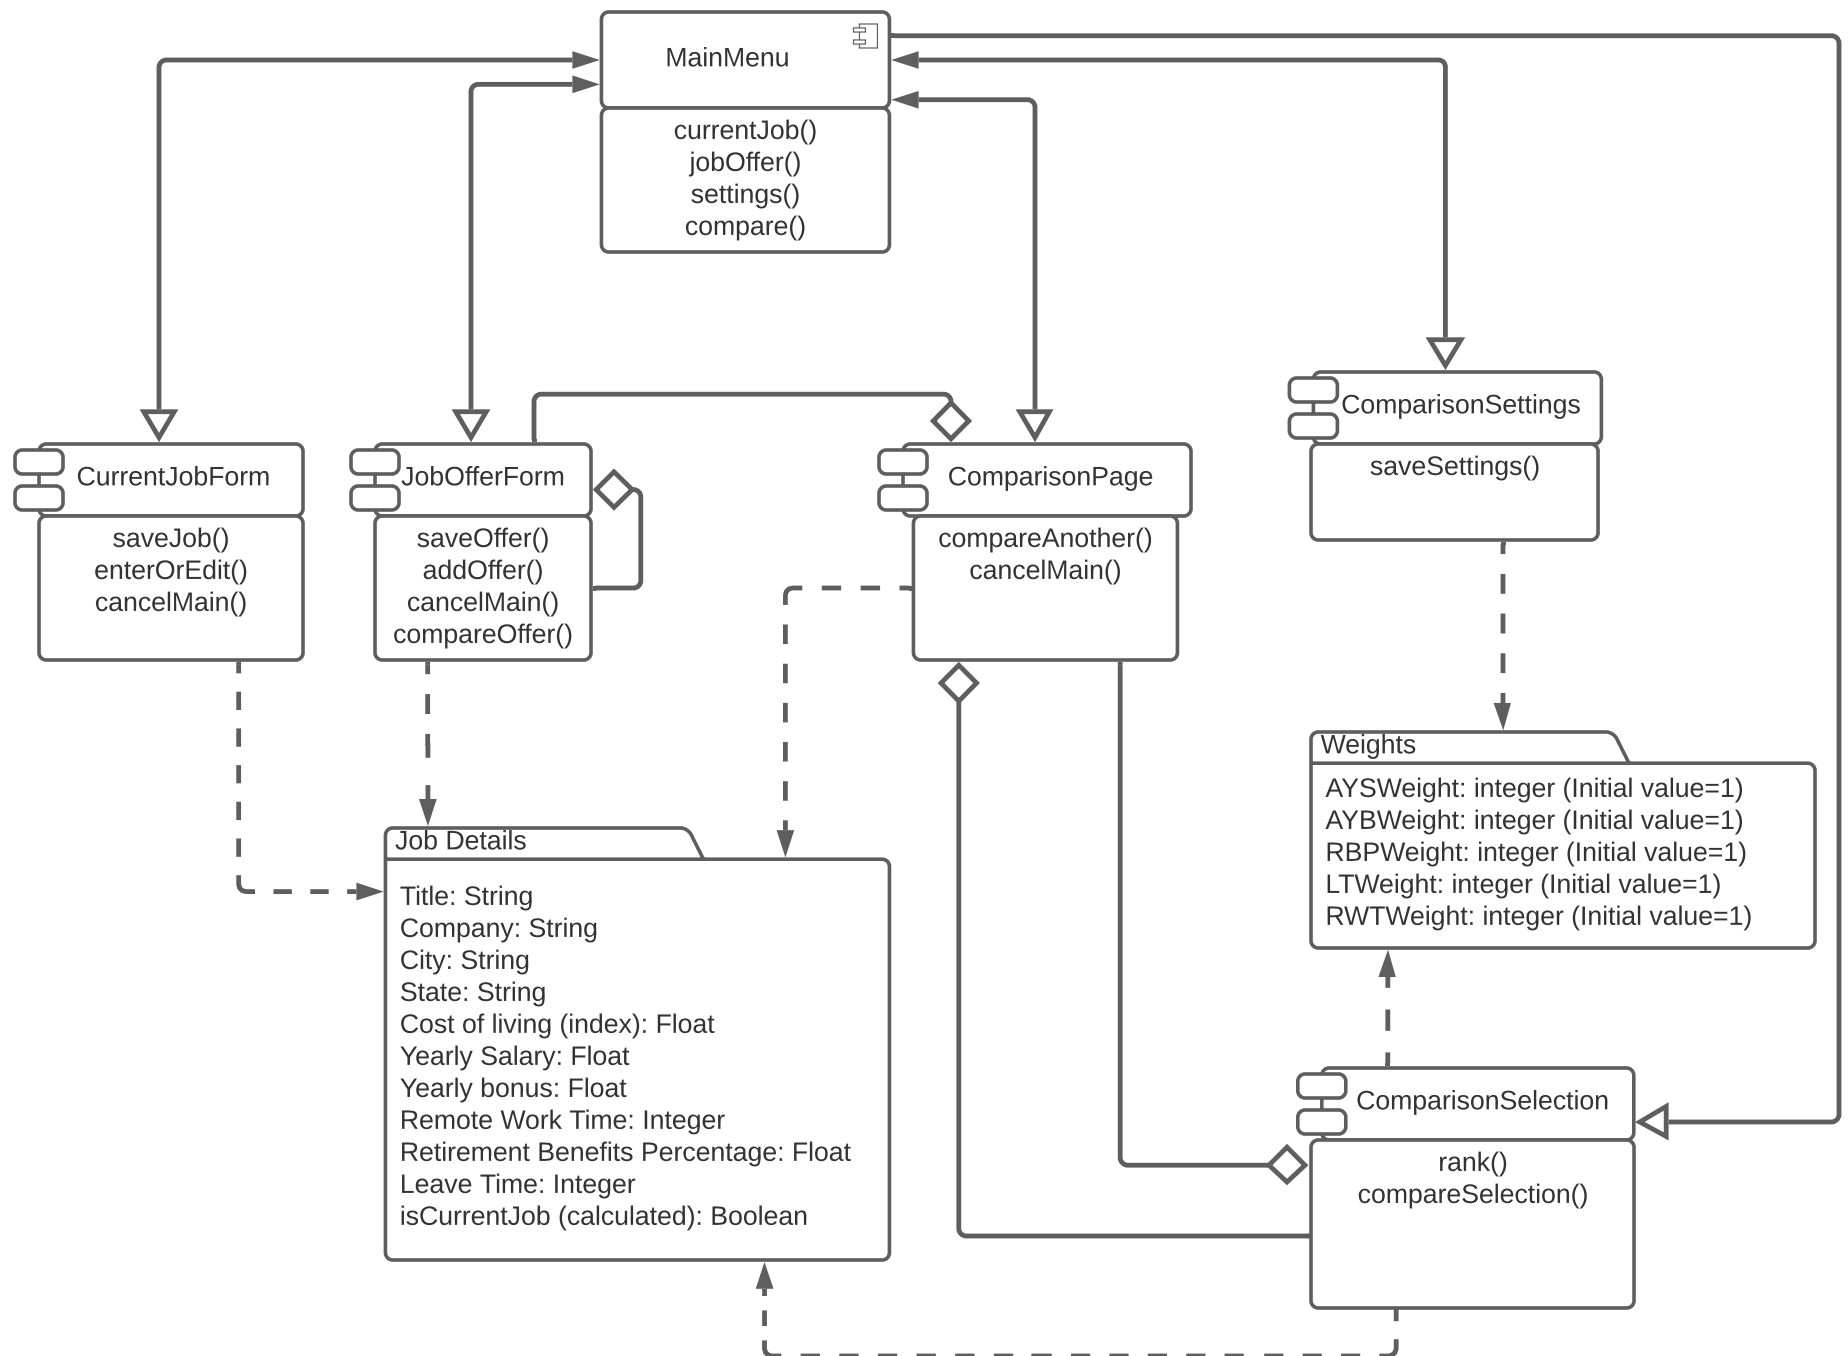 MainMenu
currentJob()
jobOffer()
settings()
compare()
ComparisonSettings
saveSettings()
CurrentJobForm
saveJob()
enterOrEdit()
cancelMain()
JobOfferForm
saveOffer()
addOffer()
cancelMain()
compareOffer()
ComparisonPage
compareAnother()
cancelMain()
Weights
AYSWeight: integer (Initial value=1)
AYBWeight: integer (Initial value=1)
RBPWeight: integer (Initial value=1)
LTWeight: integer (Initial value=1)
RWTWeight: integer (Initial value=1)
Job Details
Title: String
Company: String
City: String
State: String
Cost of living (index): Float
Yearly Salary: Float
Yearly bonus: Float
Remote Work Time: Integer
Retirement Benefits Percentage: Float
Leave Time: Integer
isCurrentJob (calculated): Boolean
ComparisonSelection
rank()
compareSelection()